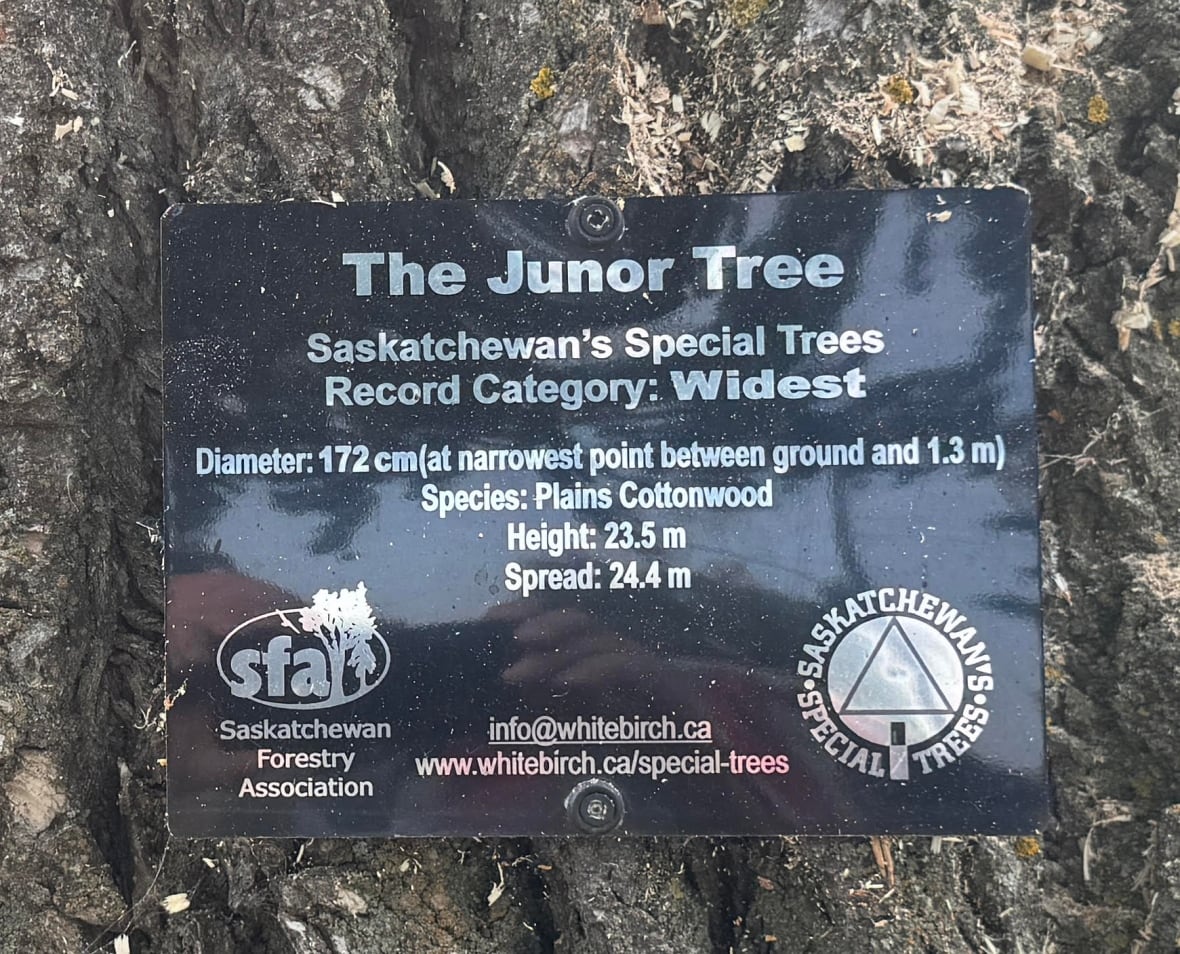 The Junor Tree
Saskatchewan's Special Trees
Record Category: Widest
Diameter: 172 cm(at narrowest point between ground and 1.3 m)
Species: Plains Cottonwood
Height: 23.5 m
Spread: 24.4 m
sfa
Saskatchewan
Forestry
Association
info@whitebirch.ca
www.whitebirch.ca/special-trees
SASKATCHEWAN'S
SPECIAL TREES